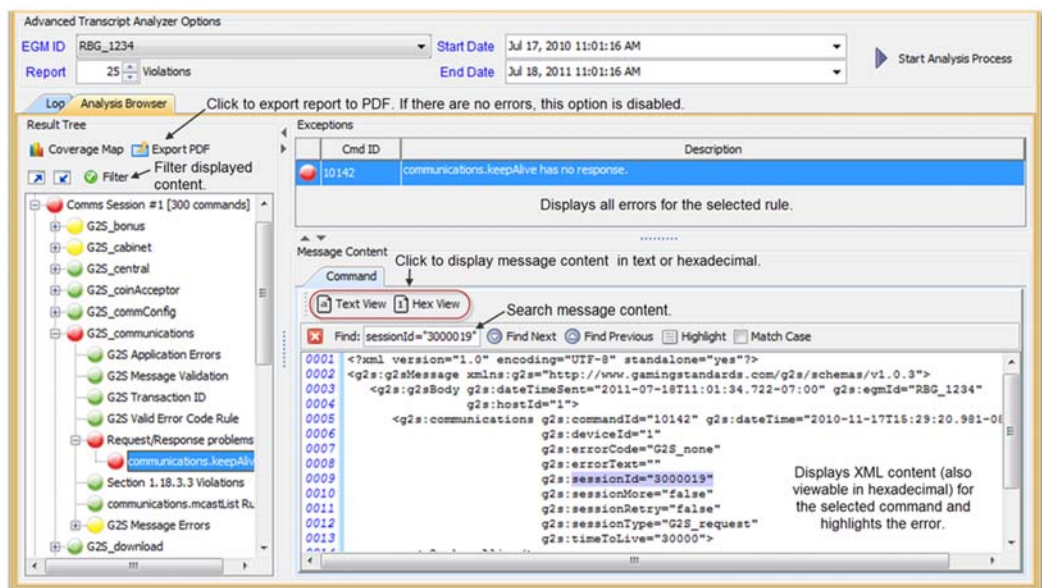 Advanced Transcript Analyzer Options
EGM ID RBG_1234 Start Date Jul 17, 2010 11:01:16 AM
Start Analysis Process
Report 25 Violations End Date Jul 18, 2011 11:01:16 AM
Log Analysis Browser Click to export report to PDF. If there are no errors, this option is disabled.
Result Tree
Coverage Map Export PDF
Filter Filter displayed content.
Comms Session #1 [300 commands]
G2S_bonus
G2S_cabinet
G2S_central
G2S_coinAcceptor
G2S_commConfig
G2S_communications
G2S Application Errors
G2S Message Validation
G2S Transaction ID
G2S Valid Error Code Rule
Request/Response problems
communications.keepAliv
Section 1.18.3.3 Violations
communications.mcastList Ru
G2S Message Errors
G2S_download
Exceptions
Cmd ID Description
10142 communications.keepAlive has no response.
Displays all errors for the selected rule.
Message Content
Click to display message content in text or hexadecimal.
Command
Text View Hex View
Search message content.
Find: sessionId="3000019" Find Next Find Previous Highlight Match Case
0001 <?xml version="1.0" encoding="UTF-8" standalone="yes"?>
0002 <g2s:g2sMessage xmlns:g2s="http://www.gamingstandards.com/g2s/schemas/v1.0.3">
0003 <g2s:g2sBody g2s:dateTimeSent="2011-07-18T11:01:34.722-07:00" g2s:egmId="RBG_1234"
0004 g2s:hostId="1">
0005 <g2s:communications g2s:commandId="10142" g2s:dateTime="2010-11-17T15:29:20.981-08
0006 g2s:deviceId="1"
0007 g2s:errorCode="G2S_none"
0008 g2s:errorText=""
0009 g2s:sessionId="3000019"
0010 g2s:sessionMore="false"
0011 g2s:sessionRetry="false"
0012 g2s:sessionType="G2S_request"
0013 g2s:timeToLive="30000">
Displays XML content (also
viewable in hexadecimal) for
the selected command and
highlights the error.